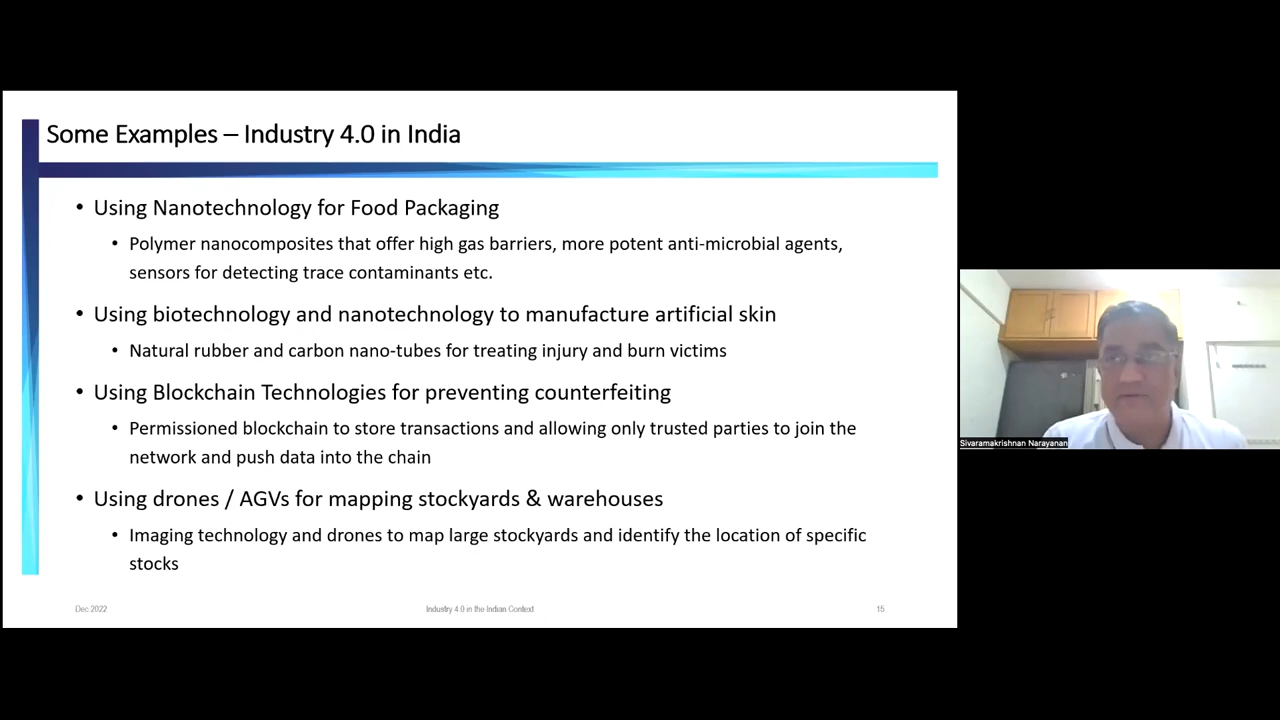 Some Examples – Industry 4.0 in India
• Using Nanotechnology for Food Packaging
• Polymer nanocomposites that offer high gas barriers, more potent anti-microbial agents,
sensors for detecting trace contaminants etc.
• Using biotechnology and nanotechnology to manufacture artificial skin
• Natural rubber and carbon nano-tubes for treating injury and burn victims
• Using Blockchain Technologies for preventing counterfeiting
• Permissioned blockchain to store transactions and allowing only trusted parties to join the
network and push data into the chain
• Using drones / AGVs for mapping stockyards & warehouses
• Imaging technology and drones to map large stockyards and identify the location of specific
stocks
Dec 2022
Industry 4.0 in the Indian Context
15
Sivaramakrishnan Narayanan